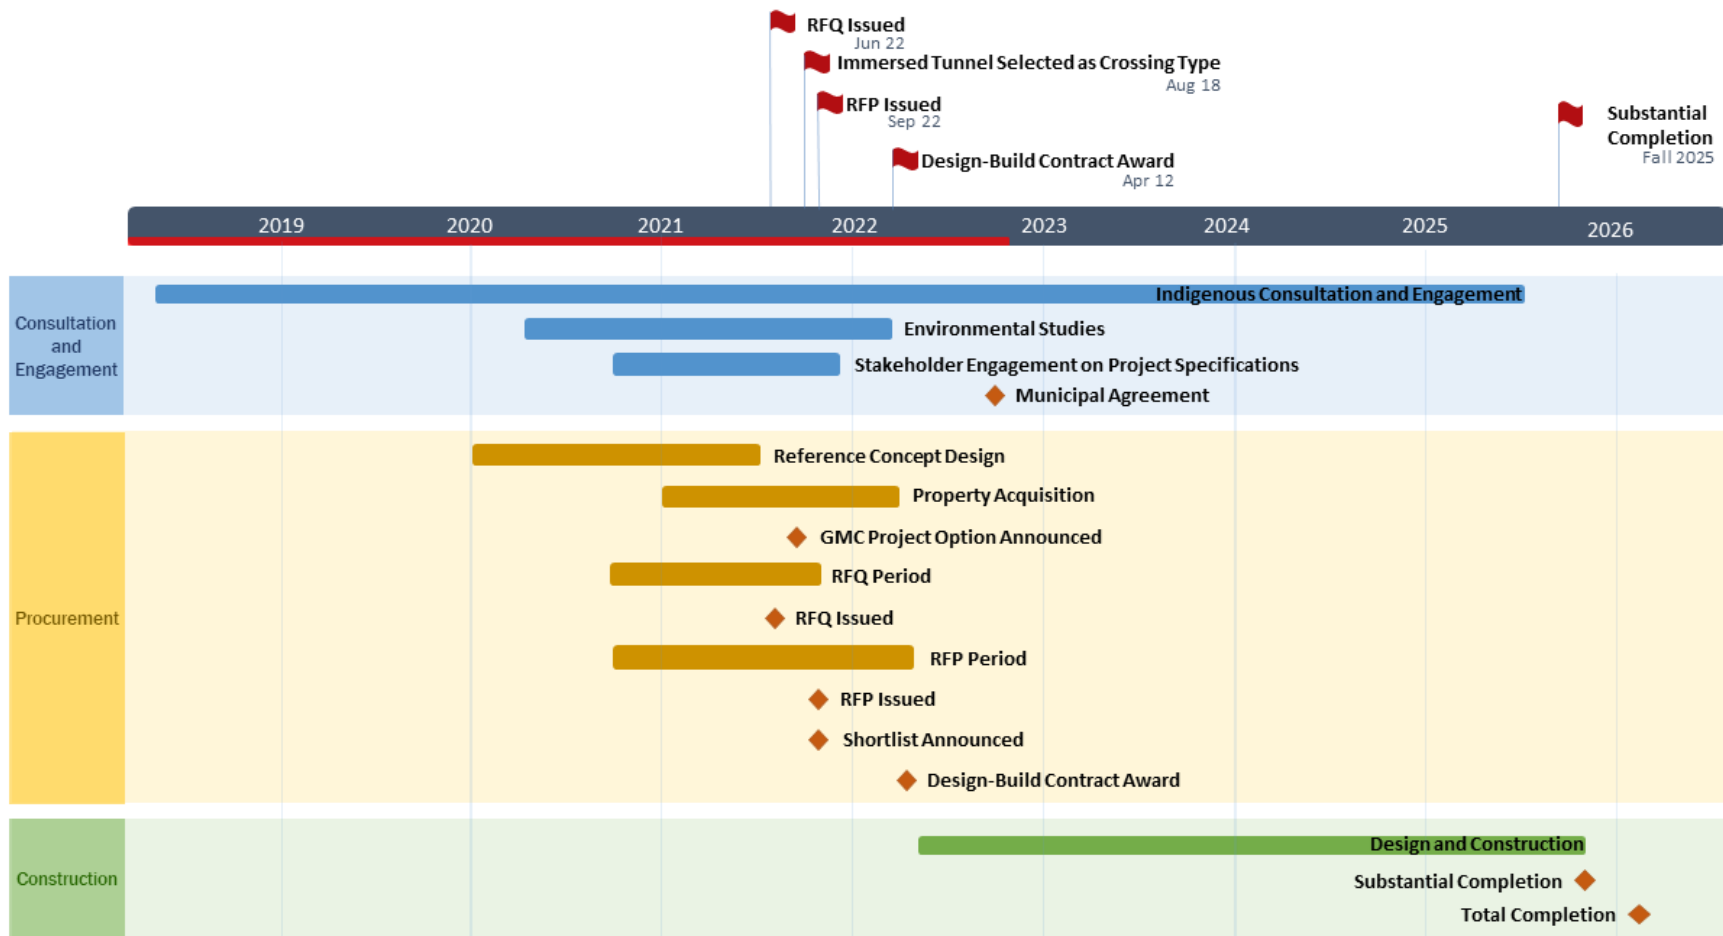 RFQ Issued
Jun 22
Immersed Tunnel Selected as Crossing Type
Aug 18
RFP Issued
Sep 22
Design-Build Contract Award
Apr 12
Substantial
Completion
Fall 2025
2019 2020 2021 2022 2023 2024 2025 2026
Consultation
and
Engagement
Indigenous Consultation and Engagement
Environmental Studies
Stakeholder Engagement on Project Specifications
Municipal Agreement
Procurement
Reference Concept Design
Property Acquisition
GMC Project Option Announced
RFQ Period
RFQ Issued
RFP Period
RFP Issued
Shortlist Announced
Design-Build Contract Award
Construction
Design and Construction
Substantial Completion
Total Completion